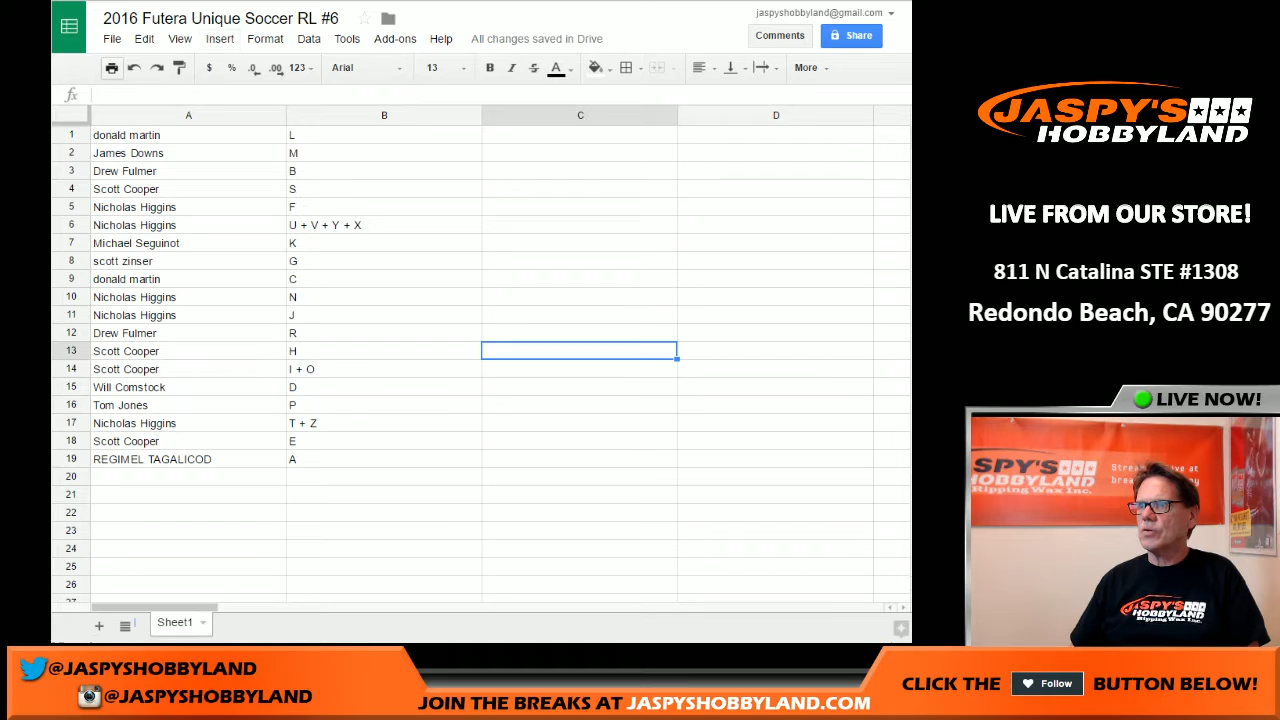 2016 Futera Unique Soccer RL #6
jaspyshobbyland@gmail.com
File Edit View Insert Format Data Tools Add-ons Help All changes saved in Drive
Comments
Share
$ % .0 .00 123 Arial 13 B I S A More
fx
A B C D
1 donald martin L
2 James Downs M
3 Drew Fulmer B
4 Scott Cooper S
5 Nicholas Higgins F
6 Nicholas Higgins U + V + Y + X
7 Michael Seguinot K
8 scott zinser G
9 donald martin C
10 Nicholas Higgins N
11 Nicholas Higgins J
12 Drew Fulmer R
13 Scott Cooper H
14 Scott Cooper I + O
15 Will Comstock D
16 Tom Jones P
17 Nicholas Higgins T + Z
18 Scott Cooper E
19 REGIMEL TAGALICOD A
20
21
22
23
24
25
26
27
Sheet1
JASPY'S
HOBBYLAND
LIVE FROM OUR STORE!
811 N Catalina STE #1308
Redondo Beach, CA 90277
LIVE NOW!
SPY'S
HOBBYLAND
Ripping Wax Inc.
JASPY'S
HOBBYLAND
Ripping Wax Inc.
@JASPYSHOBBYLAND
@JASPYSHOBBYLAND
JOIN THE BREAKS AT JASPYSHOBBYLAND.COM
CLICK THE Follow BUTTON BELOW!